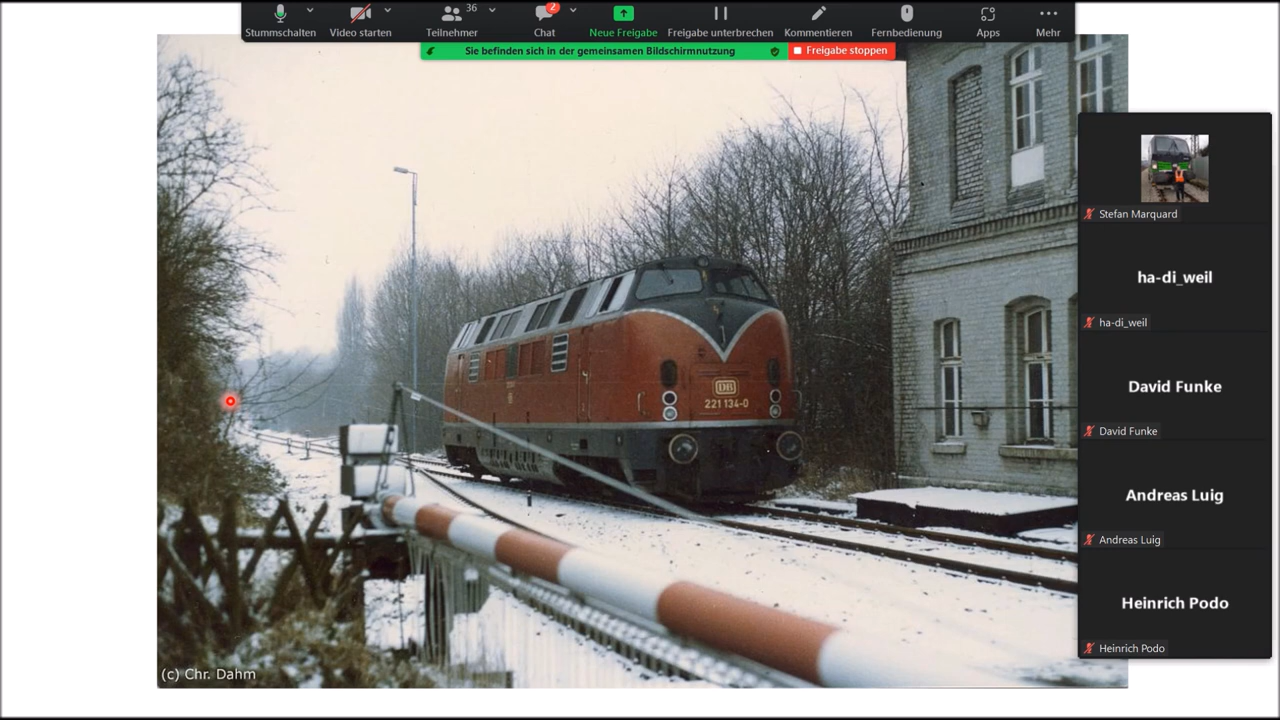 36
2
Stummschalten
Video starten
Teilnehmer
Chat
Neue Freigabe
Freigabe unterbrechen
Kommentieren
Fernbedienung
Apps
Mehr
Sie befinden sich in der gemeinsamen Bildschirmnutzung
Freigabe stoppen
Stefan Marquard
ha-di_weil
ha-di_weil
David Funke
David Funke
Andreas Luig
Andreas Luig
Heinrich Podo
Heinrich Podo
DB
221 134-0
(c) Chr. Dahm